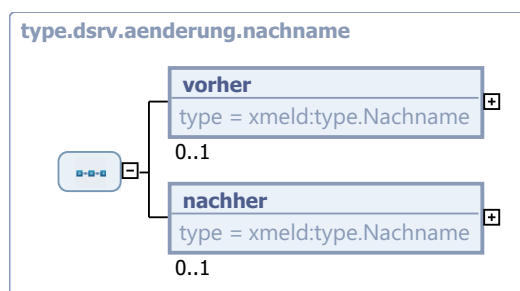 type.dsrv.aenderung.nachname
vorher
type = xmeld:type.Nachname
0..1
nachher
type = xmeld:type.Nachname
0..1